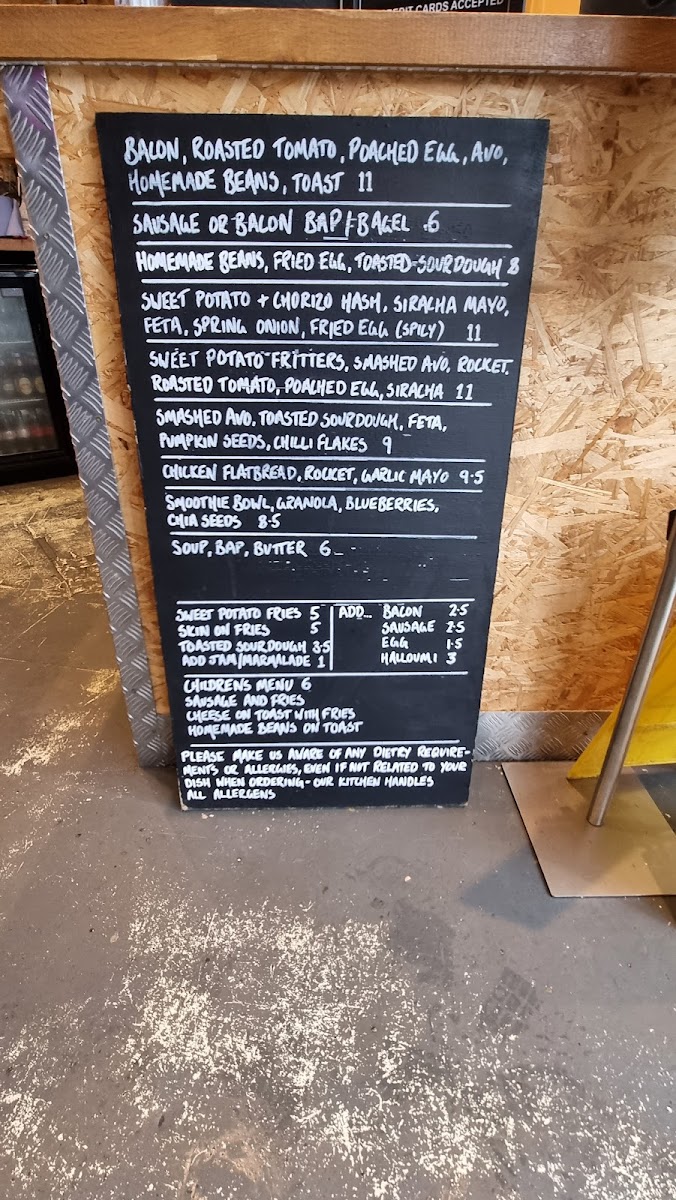 CREDIT CARDS ACCEPTED
BACON, ROASTED TOMATO, POACHED EGG, AVO,
HOMEMADE BEANS, TOAST 11
SAUSAGE OR BACON BAP/BAGEL .6
HOMEMADE BEANS, FRIED EGG, TOASTED SOURDOUGH 8
SWEET POTATO + CHORIZO HASH, SIRACHA MAYO,
FETA, SPRING ONION, FRIED EGG (SPICY) 11
SWEET POTATO FRITTERS, SMASHED AVO, ROCKET,
ROASTED TOMATO, POACHED EGG, SIRACHA 11
SMASHED AVO, TOASTED SOURDOUGH, FETA,
PUMPKIN SEEDS, CHILLI FLAKES 9
CHICKEN FLATBREAD, ROCKET, GARLIC MAYO 9.5
SMOOTHIE BOWL, GRANOLA, BLUEBERRIES,
CHIA SEEDS 8.5
SOUP, BAP, BUTTER 6
SWEET POTATO FRIES 5
SKIN ON FRIES 5
TOASTED SOURDOUGH 3.5
ADD JAM/MARMALADE 1
ADD... BACON 2.5
SAUSAGE 2.5
EGG 1.5
HALLOUMI 3
CHILDRENS MENU 6
SAUSAGE AND FRIES
CHEESE ON TOAST WITH FRIES
HOMEMADE BEANS ON TOAST
PLEASE MAKE US AWARE OF ANY DIETRY REQUIRE-
MENTS OR ALLERGIES, EVEN IF NOT RELATED TO YOUR
DISH WHEN ORDERING - OUR KITCHEN HANDLES
ALL ALLERGENS